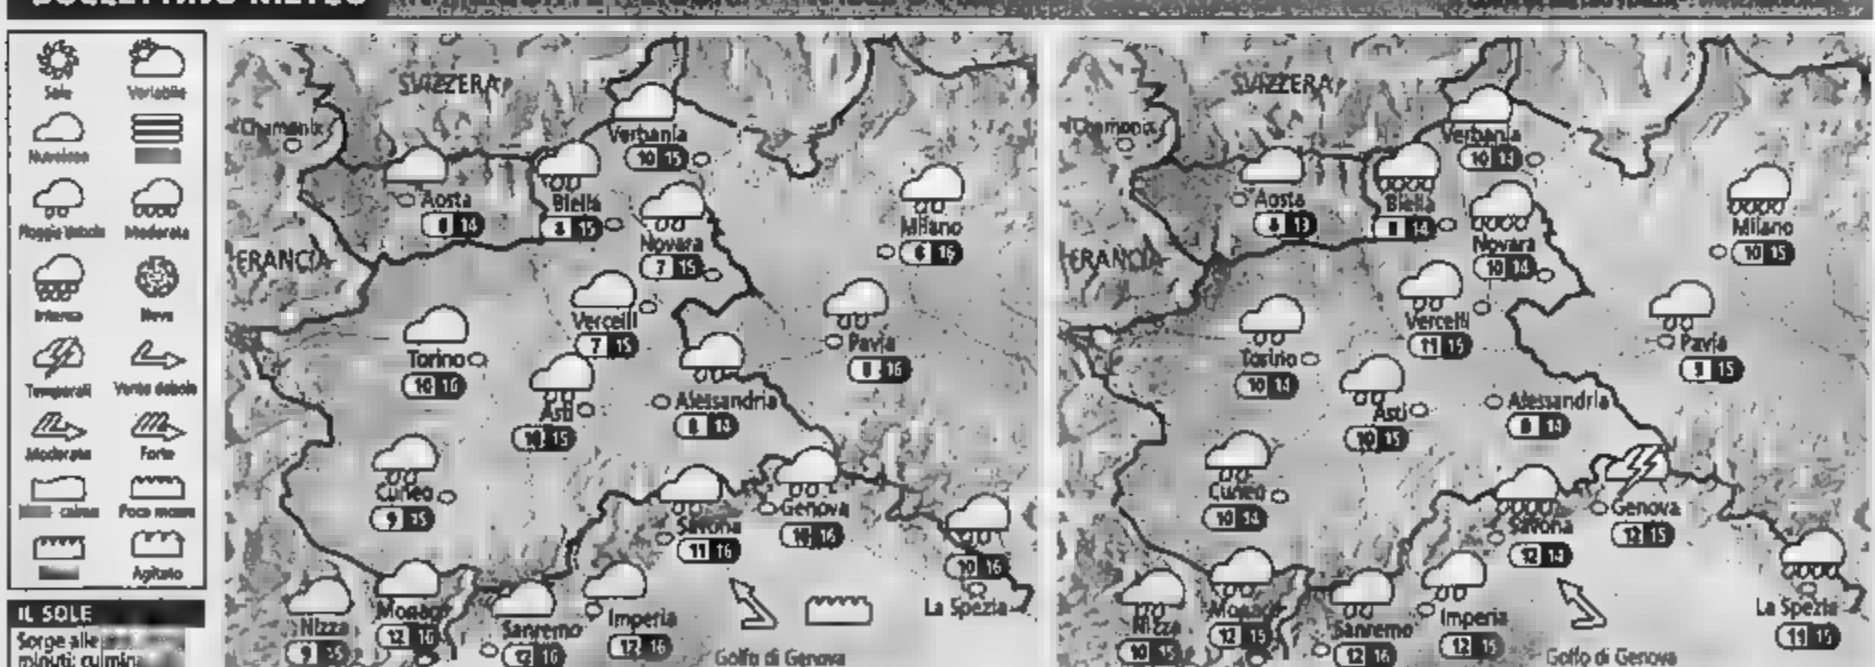 BOLLETTINO METEO
Sole
Variabile
Nuvoloso
Pioggia debole
Moderata
Intensa
Neve
Temporali
Vento debole
Moderato
Forte
calmo
Poco mosso
Agitato
IL SOLE
Sorge alle
minuti; culmin
SVIZZERA
Chamonix
Verbania
10 15
Aosta
8 14
Biella
8 15
Milano
6 16
Novara
7 15
FRANCIA
Vercelli
7 15
Torino
10 16
Pavia
8 16
Asti
10 15
Alessandria
8 14
Cuneo
9 15
Savona
11 16
Genova
10 16
10 16
La Spezia
Nizza
9 15
Monaco
12 16
Sanremo
12 16
Imperia
12 16
Golfo di Genova
SVIZZERA
Chamonix
Verbania
10 13
Aosta
8 13
Biella
8 14
Milano
10 15
Novara
10 14
FRANCIA
Vercelli
11 15
Torino
10 14
Pavia
9 15
Asti
10 15
Alessandria
8 14
Cuneo
10 14
Savona
12 14
Genova
12 15
La Spezia
11 15
Nizza
10 15
Monaco
12 15
Sanremo
12 16
Imperia
12 15
Golfo di Genova